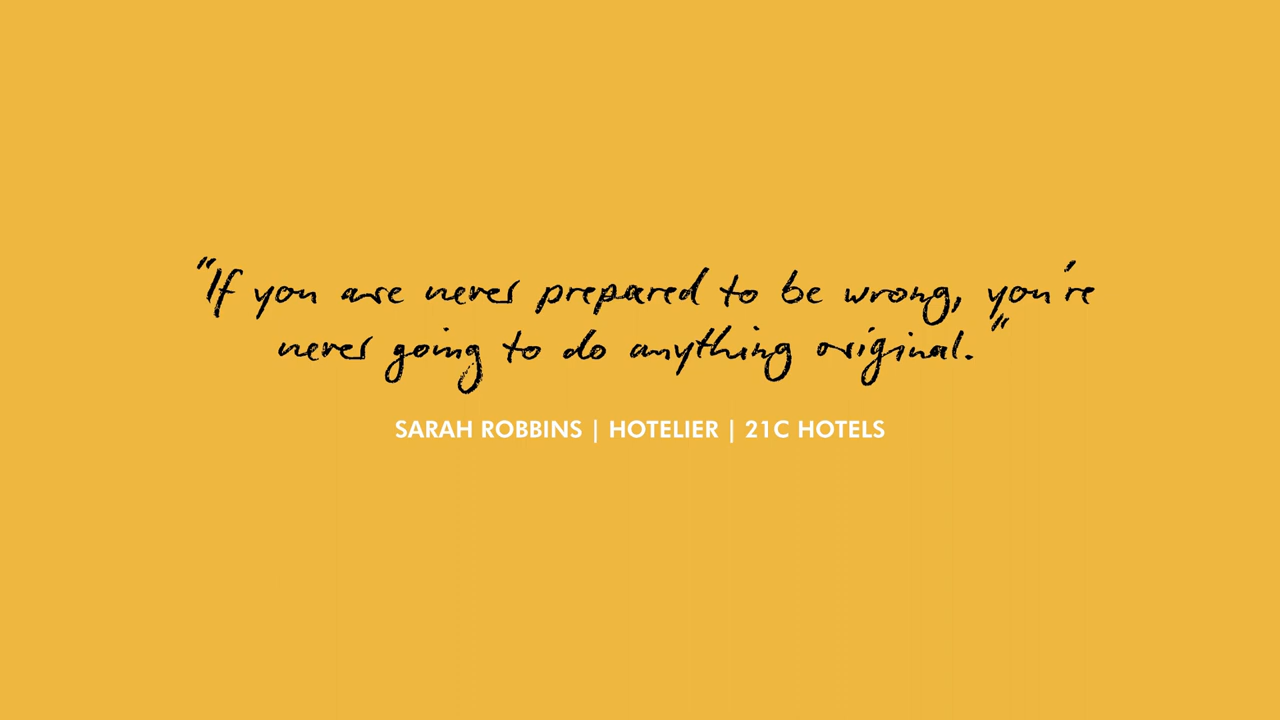 “If you are never prepared to be wrong, you’re
never going to do anything original.”
SARAH ROBBINS | HOTELIER | 21C HOTELS